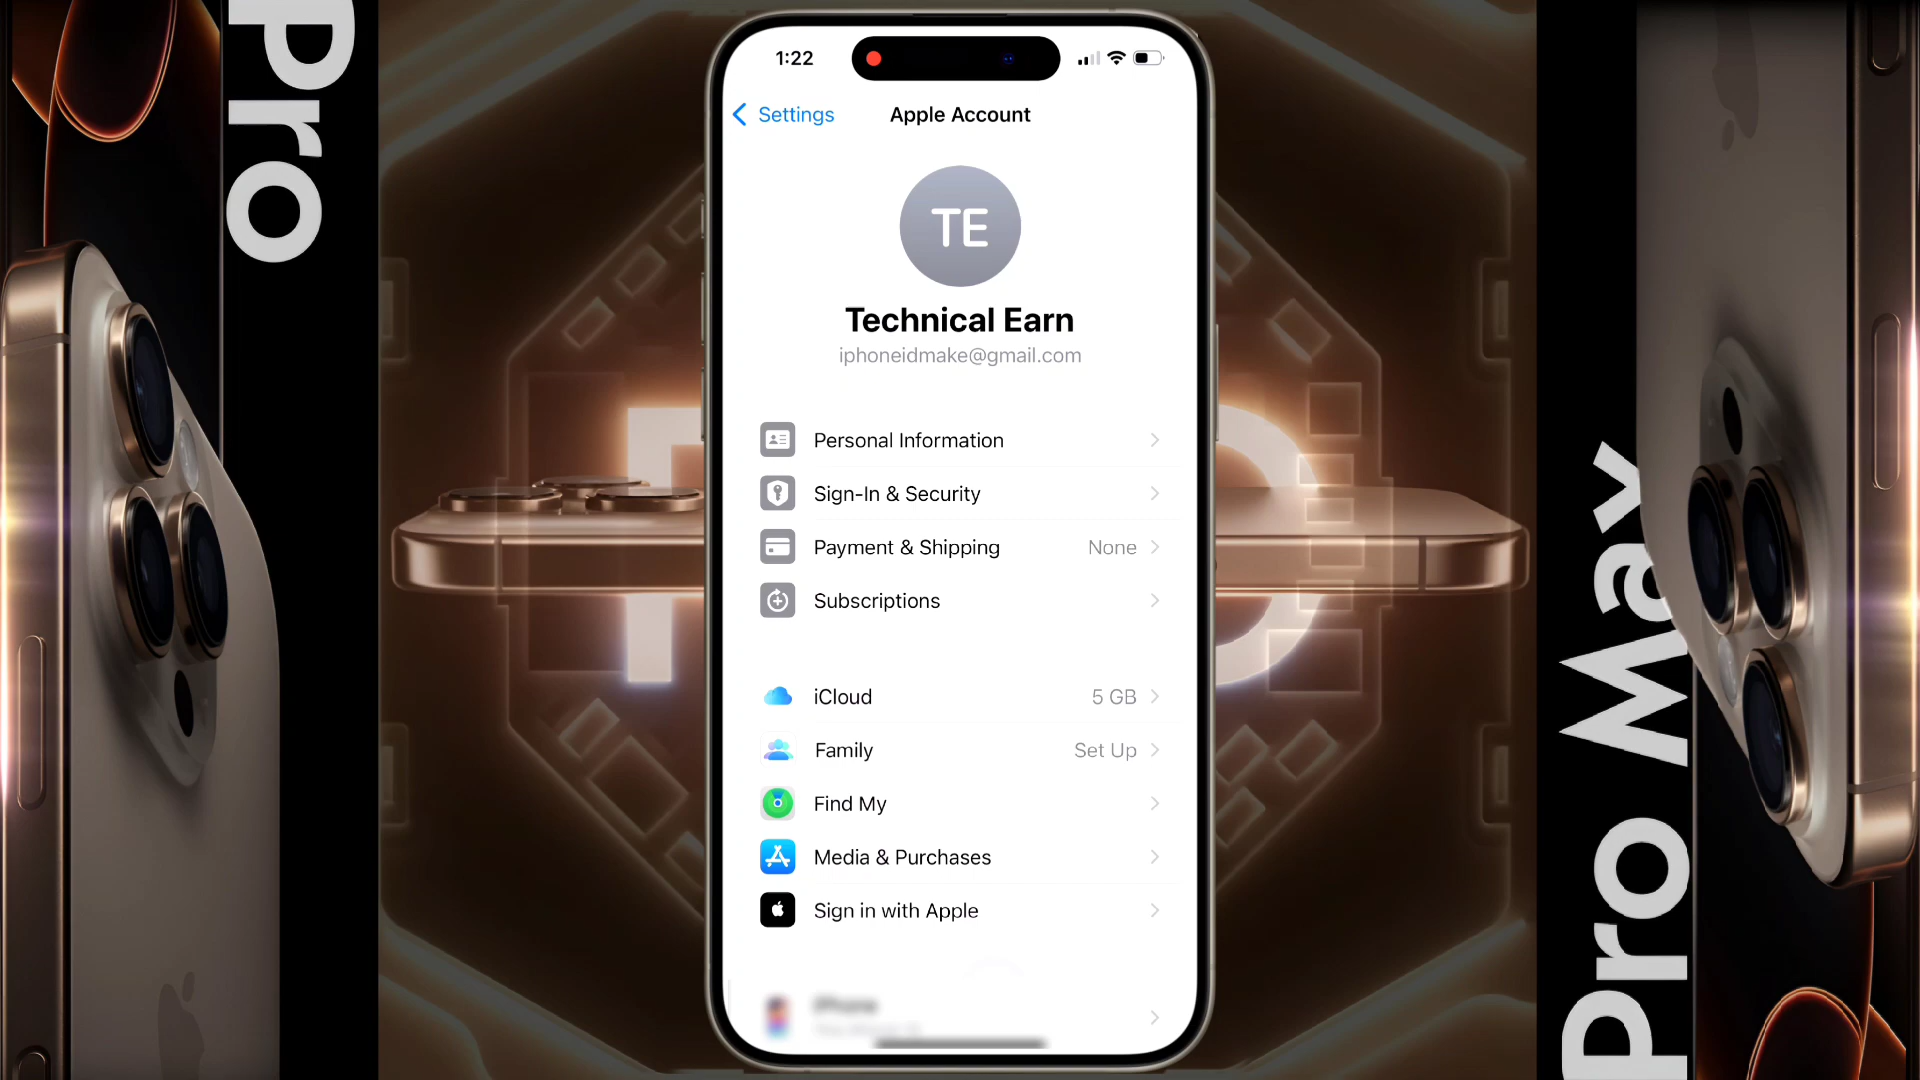 Pro
1:22
Settings
Apple Account
TE
Technical Earn
iphoneidmake@gmail.com
Personal Information
Sign-In & Security
Payment & Shipping None
Subscriptions
iCloud 5 GB
Family Set Up
Find My
Media & Purchases
Sign in with Apple
iPhone
Pro Max